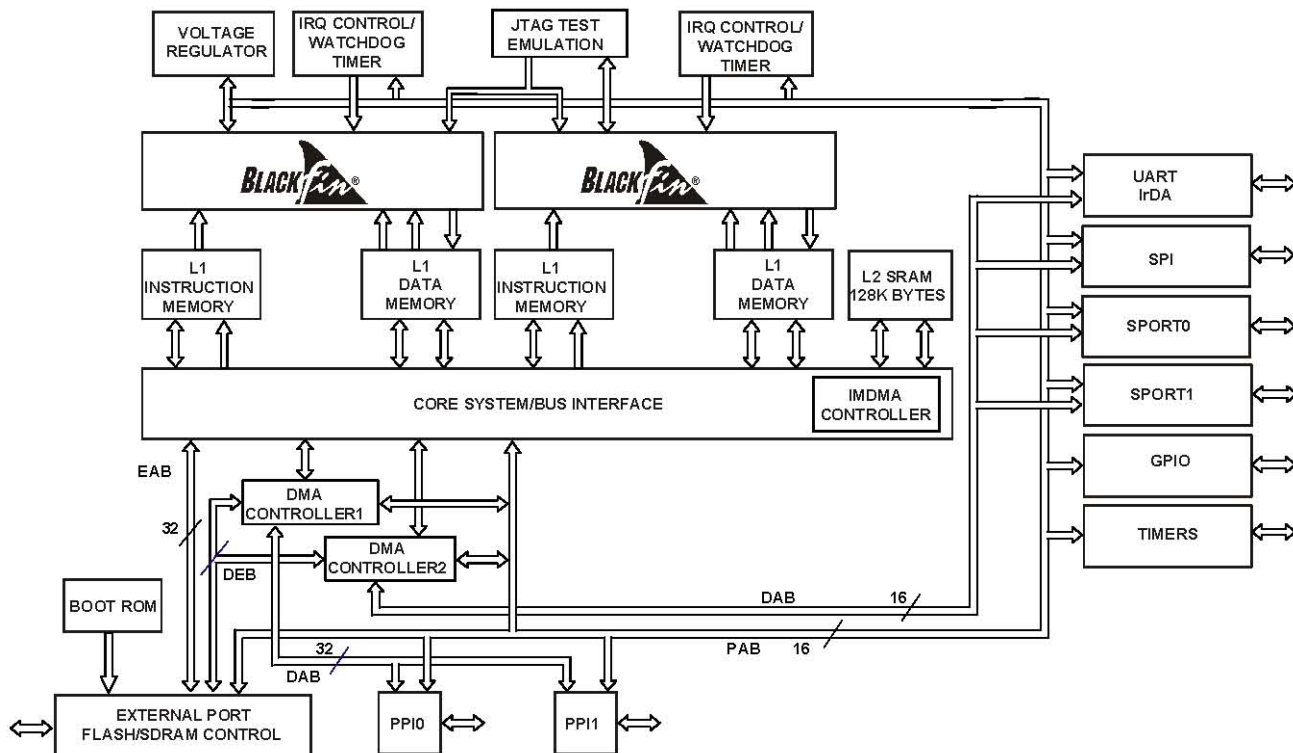 VOLTAGE
REGULATOR
IRQ CONTROL/
WATCHDOG
TIMER
JTAG TEST
EMULATION
IRQ CONTROL/
WATCHDOG
TIMER
BLACKfin®
BLACKfin®
UART
IrDA
L1
INSTRUCTION
MEMORY
L1
DATA
MEMORY
L1
INSTRUCTION
MEMORY
L1
DATA
MEMORY
L2 SRAM
128K BYTES
SPI
SPORT0
CORE SYSTEM/BUS INTERFACE
IMDMA
CONTROLLER
SPORT1
EAB
GPIO
DMA
CONTROLLER1
32
TIMERS
DMA
CONTROLLER2
DEB
BOOT ROM
DAB 16
PAB 16
32
DAB
EXTERNAL PORT
FLASH/SDRAM CONTROL
PPI0
PPI1